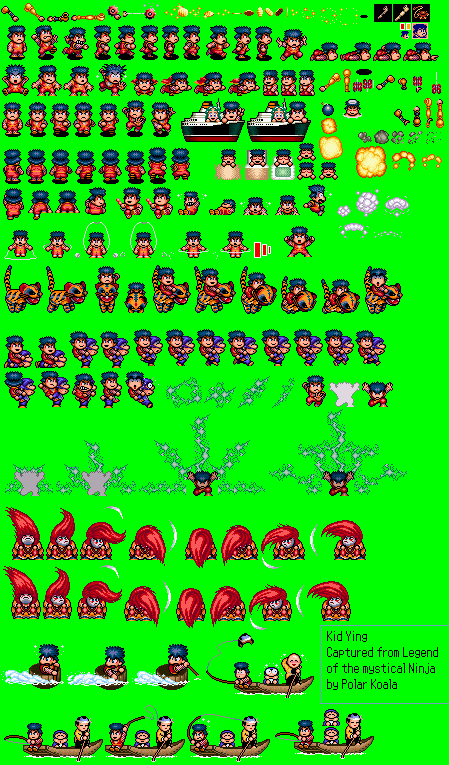 Kid Ying
Captured from Legend
of the mystical Ninja
by Polar Koala